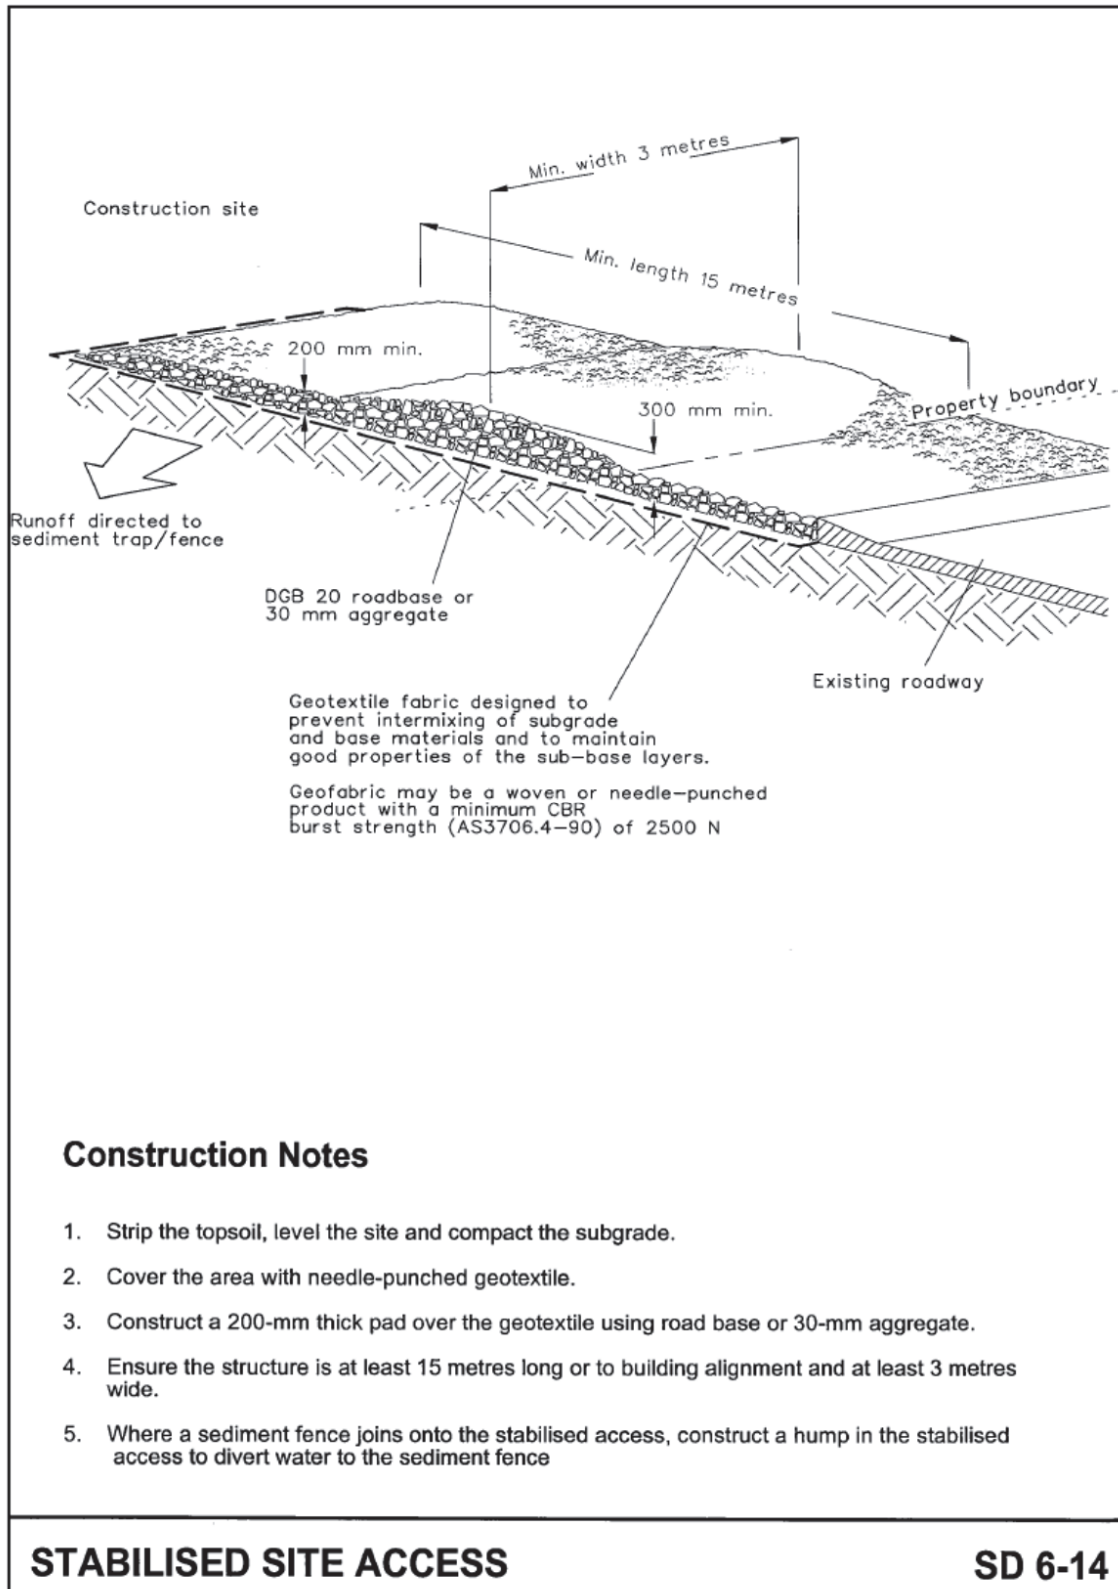 Min. width 3 metres
Construction site
Min. length 15 metres
200 mm min.
300 mm min.
Property boundary
Runoff directed to
sediment trap/fence
DGB 20 roadbase or
30 mm aggregate
Existing roadway
Geotextile fabric designed to
prevent intermixing of subgrade
and base materials and to maintain
good properties of the sub-base layers.
Geofabric may be a woven or needle-punched
product with a minimum CBR
burst strength (AS3706.4-90) of 2500 N
Construction Notes
1. Strip the topsoil, level the site and compact the subgrade.
2. Cover the area with needle-punched geotextile.
3. Construct a 200-mm thick pad over the geotextile using road base or 30-mm aggregate.
4. Ensure the structure is at least 15 metres long or to building alignment and at least 3 metres
wide.
5. Where a sediment fence joins onto the stabilised access, construct a hump in the stabilised
access to divert water to the sediment fence
STABILISED SITE ACCESS SD 6-14